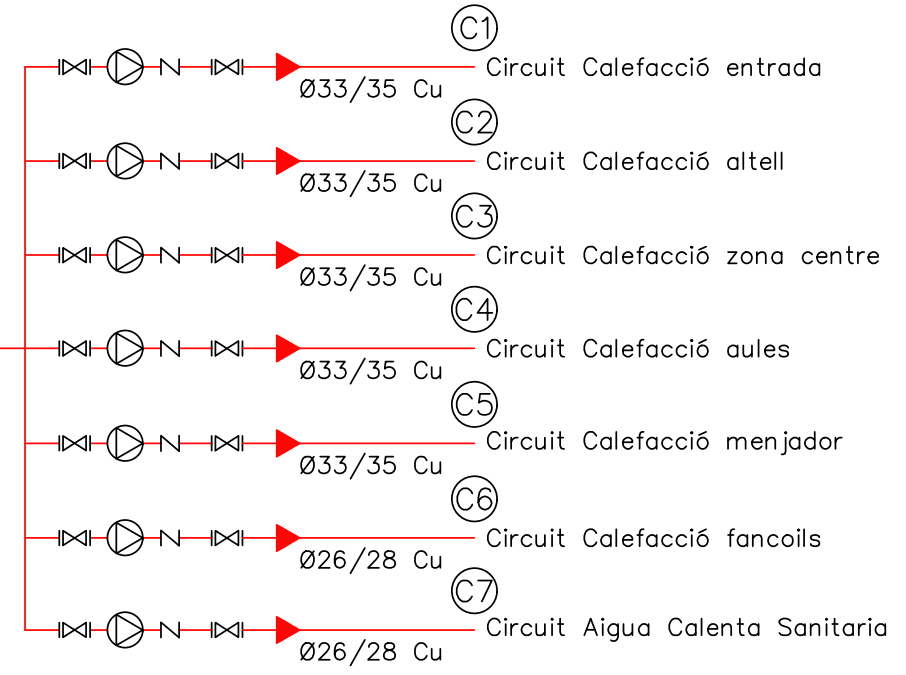 C1
Circuit Calefacció entrada
Ø33/35 Cu
C2
Circuit Calefacció altell
Ø33/35 Cu
C3
Circuit Calefacció zona centre
Ø33/35 Cu
C4
Circuit Calefacció aules
Ø33/35 Cu
C5
Circuit Calefacció menjador
Ø33/35 Cu
C6
Circuit Calefacció fancoils
Ø26/28 Cu
C7
Circuit Aigua Calenta Sanitaria
Ø26/28 Cu